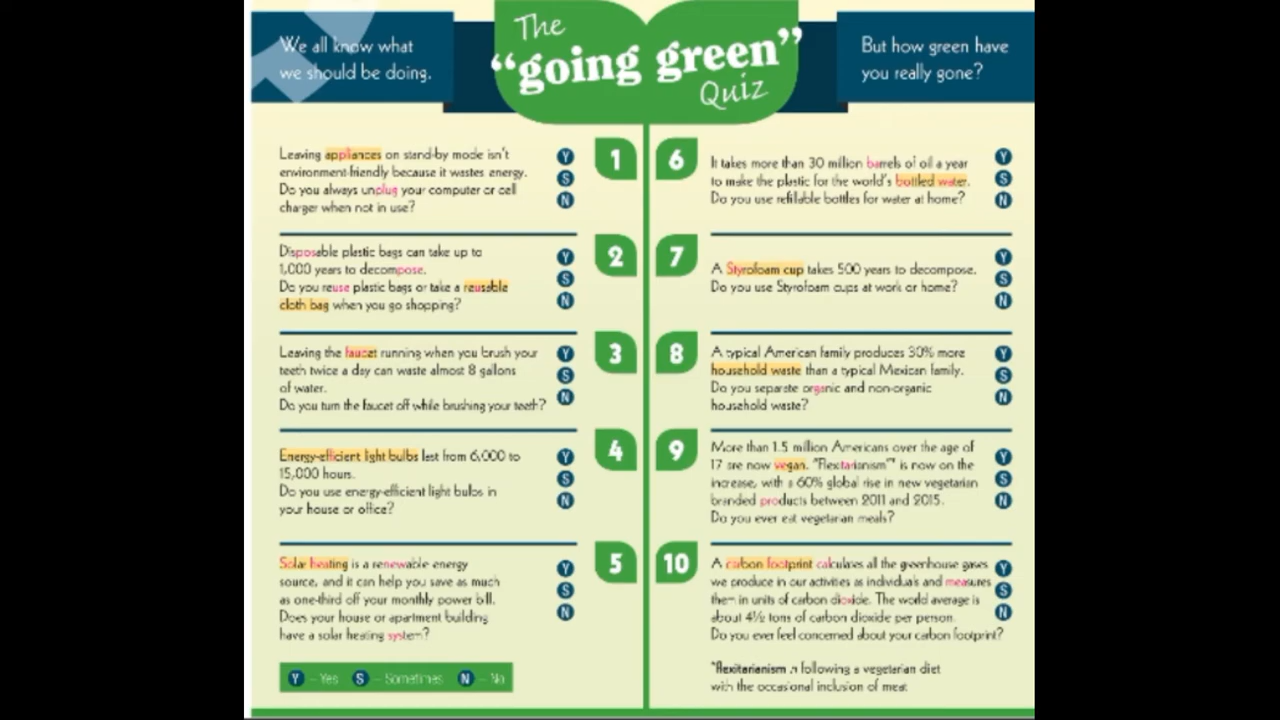 We all know what
we should be doing.
The
“going green”
Quiz
But how green have
you really gone?
1
Leaving appliances on stand-by mode isn't
environment-friendly because it wastes energy.
Do you always unplug your computer or cell
charger when not in use?
Y
S
N
2
Disposable plastic bags can take up to
1,000 years to decompose.
Do you reuse plastic bags or take a reusable
cloth bag when you go shopping?
Y
S
N
3
Leaving the faucet running when you brush your
teeth twice a day can waste almost 8 gallons
of water.
Do you turn the faucet off while brushing your teeth?
Y
S
N
4
Energy-efficient light bulbs last from 6,000 to
15,000 hours.
Do you use energy-efficient light bulbs in
your house or office?
Y
S
N
5
Solar heating is a renewable energy
source, and it can help you save as much
as one-third off your monthly power bill.
Does your house or apartment building
have a solar heating system?
Y
S
N
Y – Yes S – Sometimes N – No
6
It takes more than 30 million barrels of oil a year
to make the plastic for the world's bottled water.
Do you use refillable bottles for water at home?
Y
S
N
7
A Styrofoam cup takes 500 years to decompose.
Do you use Styrofoam cups at work or home?
Y
S
N
8
A typical American family produces 30% more
household waste than a typical Mexican family.
Do you separate organic and non-organic
household waste?
Y
S
N
9
More than 1.5 million Americans over the age of
17 are now vegan. “Flexitarianism*” is now on the
increase, with a 60% global rise in new vegetarian
branded products between 2011 and 2015.
Do you ever eat vegetarian meals?
Y
S
N
10
A carbon footprint calculates all the greenhouse gases
we produce in our activities as individuals and measures
them in units of carbon dioxide. The world average is
about 4½ tons of carbon dioxide per person.
Do you ever feel concerned about your carbon footprint?
Y
S
N
*flexitarianism n following a vegetarian diet
with the occasional inclusion of meat